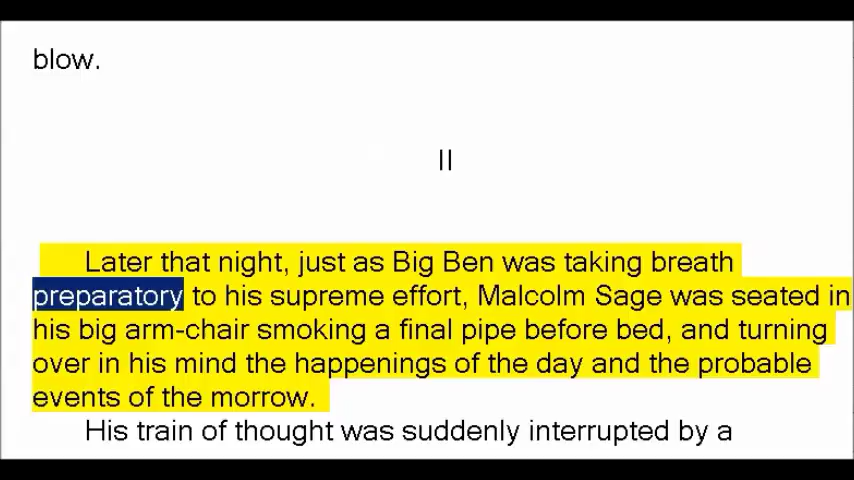 blow.
II
Later that night, just as Big Ben was taking breath
preparatory to his supreme effort, Malcolm Sage was seated in
his big arm-chair smoking a final pipe before bed, and turning
over in his mind the happenings of the day and the probable
events of the morrow.
His train of thought was suddenly interrupted by a